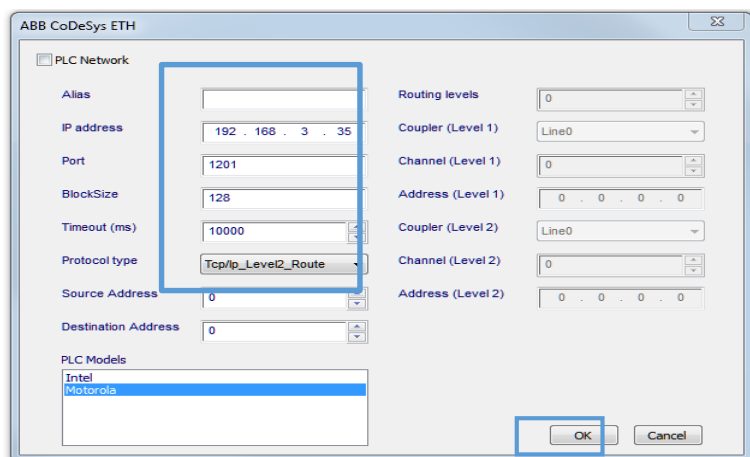 ABB CoDeSys ETH
PLC Network
Alias
IP address 192 . 168 . 3 . 35
Port 1201
BlockSize 128
Timeout (ms) 10000
Protocol type Tcp/Ip_Level2_Route
Source Address 0
Destination Address 0
PLC Models
Intel
Motorola
Routing levels 0
Coupler (Level 1) Line0
Channel (Level 1) 0
Address (Level 1) 0 . 0 . 0 . 0
Coupler (Level 2) Line0
Channel (Level 2) 0
Address (Level 2) 0 . 0 . 0 . 0
OK Cancel